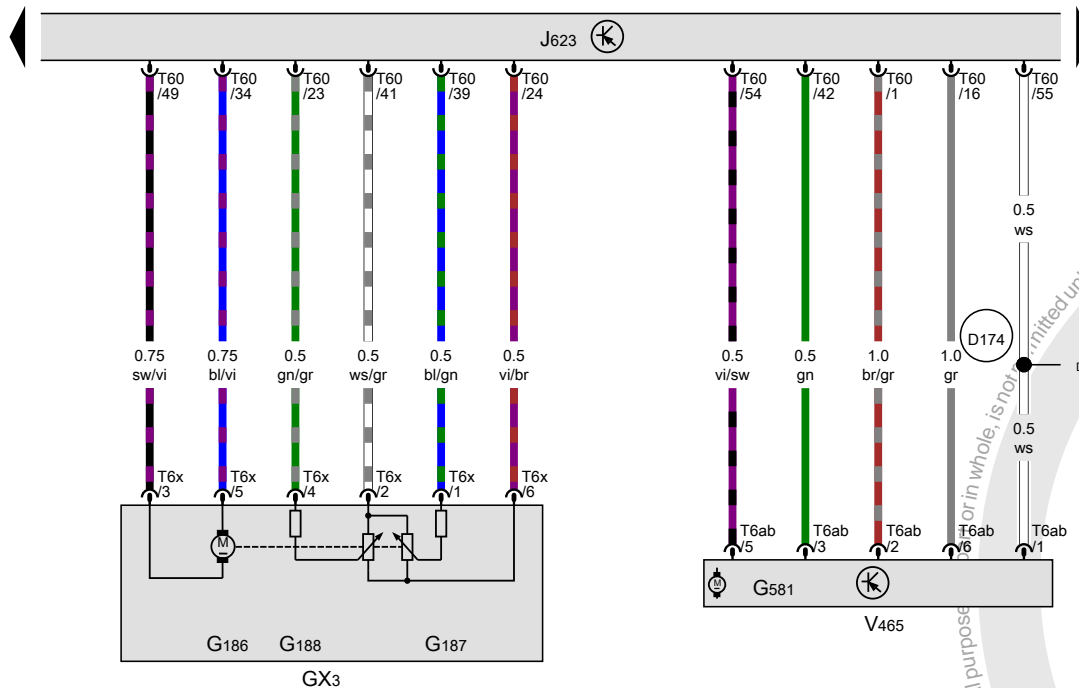 J623
T60
/49
T60
/34
T60
/23
T60
/41
T60
/39
T60
/24
T60
/54
T60
/42
T60
/1
T60
/16
T60
/55
0.5
ws
D174
0.75
sw/vi
0.75
bl/vi
0.5
gn/gr
0.5
ws/gr
0.5
bl/gn
0.5
vi/br
0.5
vi/sw
0.5
gn
1.0
br/gr
1.0
gr
0.5
ws
T6x
/3
T6x
/5
T6x
/4
T6x
/2
T6x
/1
T6x
/6
T6ab
/5
T6ab
/3
T6ab
/2
T6ab
/6
T6ab
/1
M
M
G581
V465
G186
G188
G187
GX3
or in whole, is not